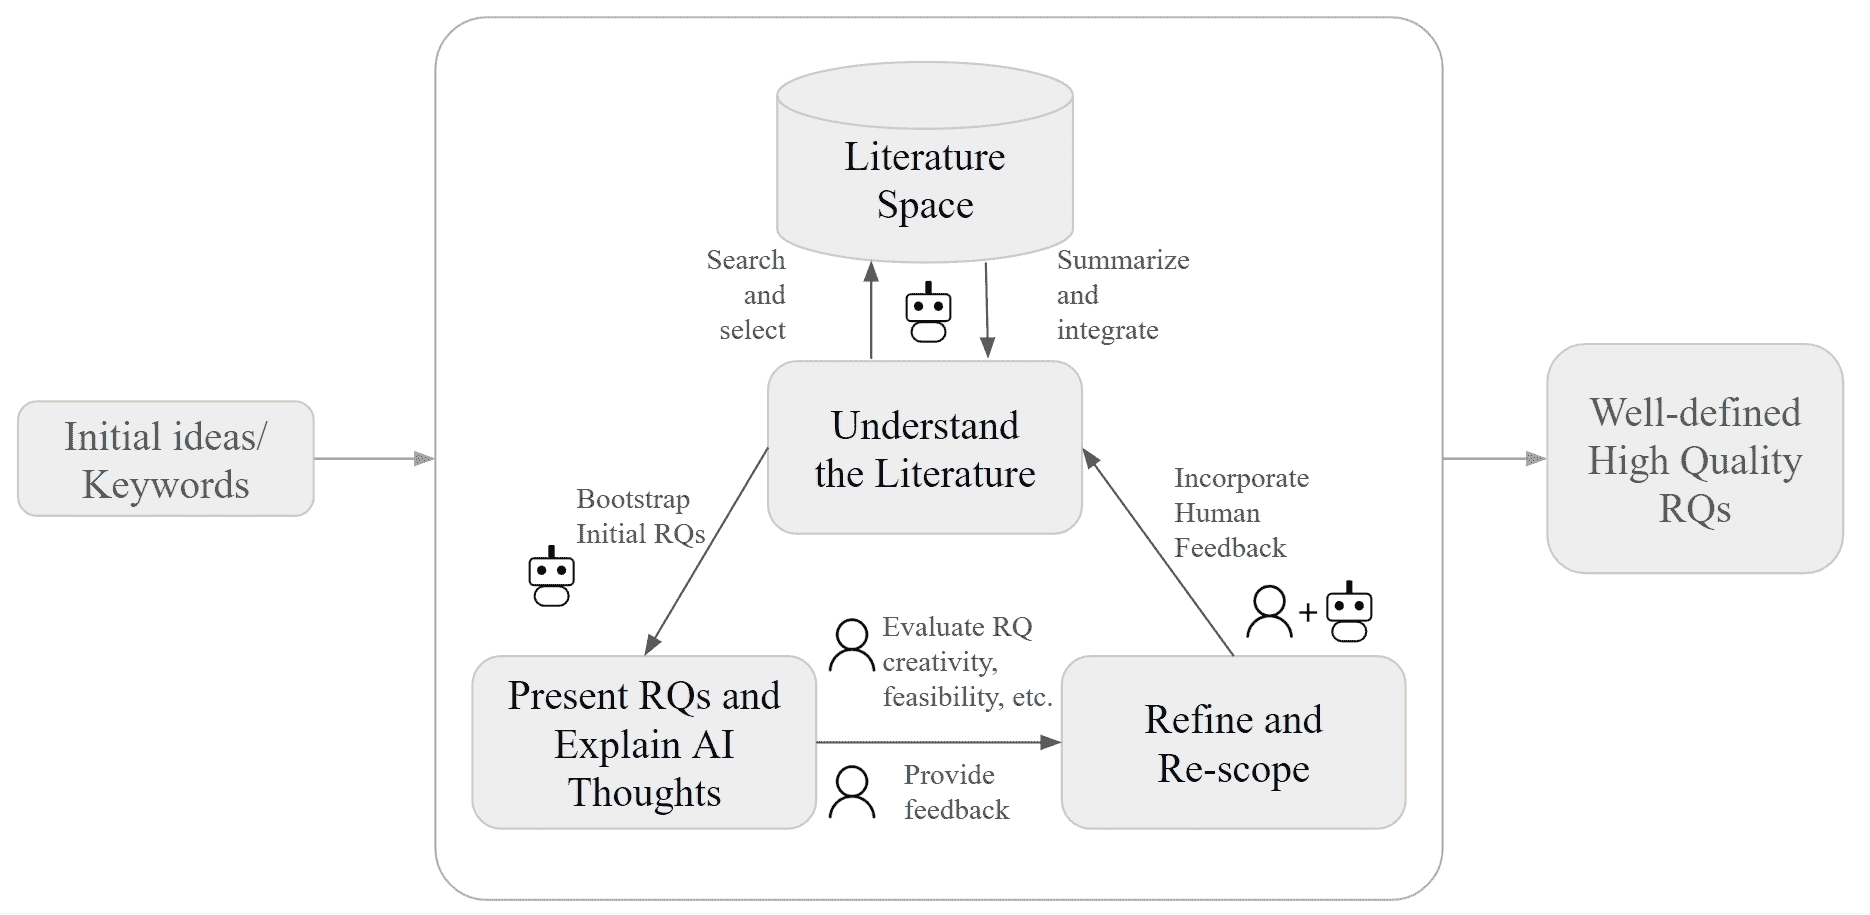 Literature
Space
Search
and
select
Summarize
and
integrate
Initial ideas/
Keywords
Understand
the Literature
Well-defined
High Quality
RQs
Bootstrap
Initial RQs
Incorporate
Human
Feedback
+
Evaluate RQ
creativity,
feasibility, etc.
Present RQs and
Explain AI
Thoughts
Refine and
Re-scope
Provide
feedback